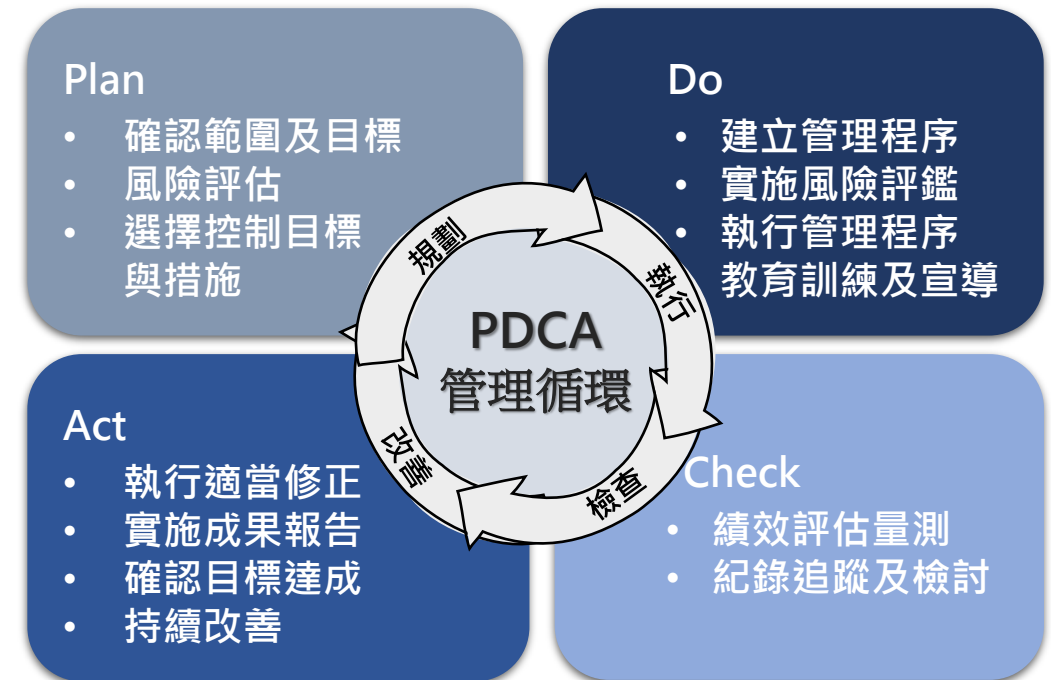 Plan
• 確認範圍及目標
• 風險評估
• 選擇控制目標
與措施
Do
• 建立管理程序
• 實施風險評鑑
• 執行管理程序
教育訓練及宣導
規劃
執行
PDCA
管理循環
改善
檢查
Act
• 執行適當修正
• 實施成果報告
• 確認目標達成
• 持續改善
Check
• 績效評估量測
• 紀錄追蹤及檢討